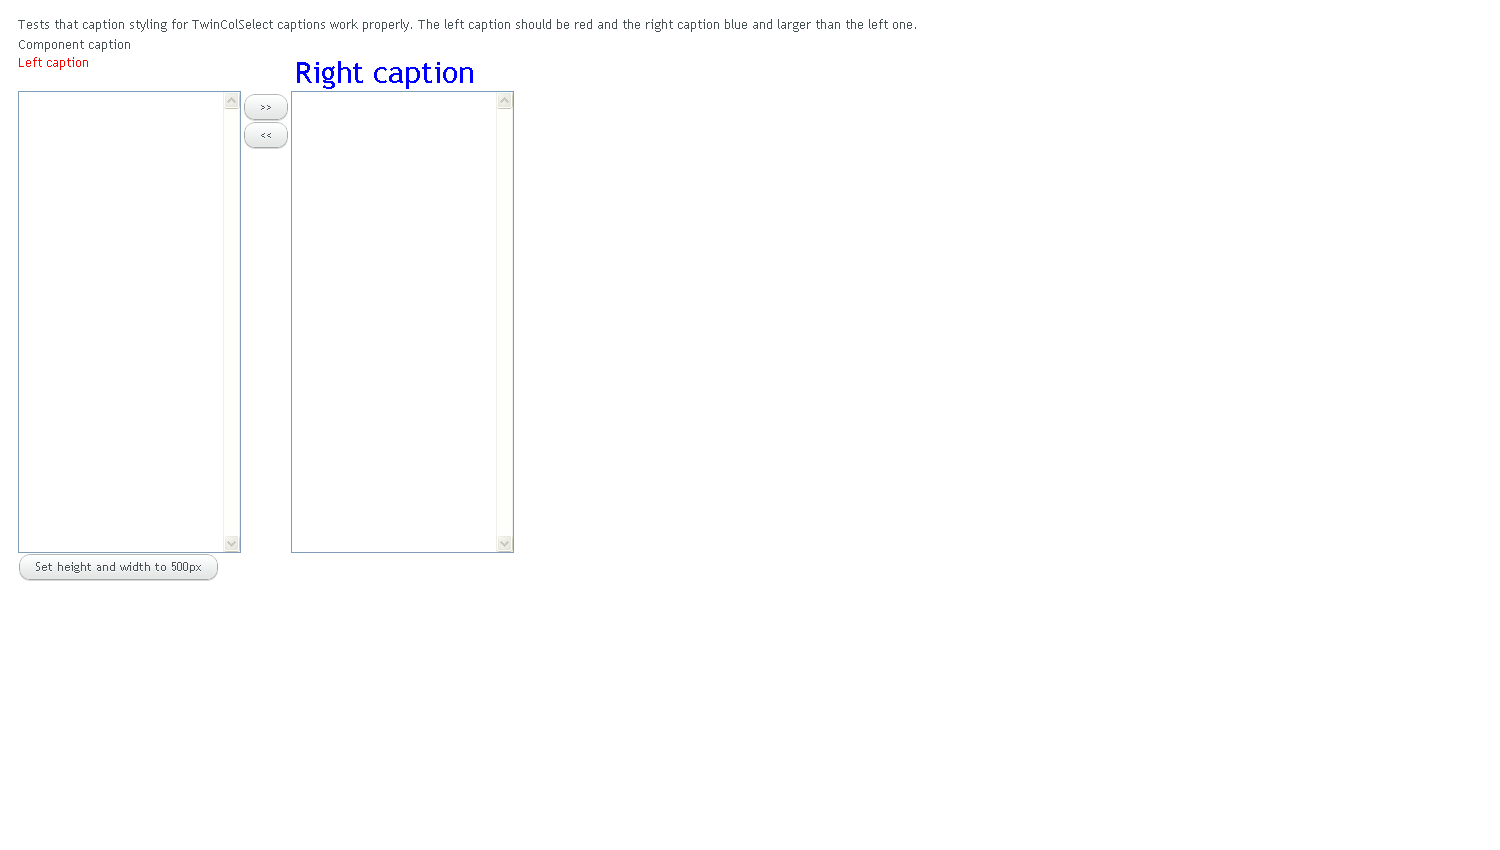 Tests that caption styling for TwinColSelect captions work properly. The left caption should be red and the right caption blue and larger than the left one.
Component caption
Left caption
Right caption
>>
<<
Set height and width to 500px